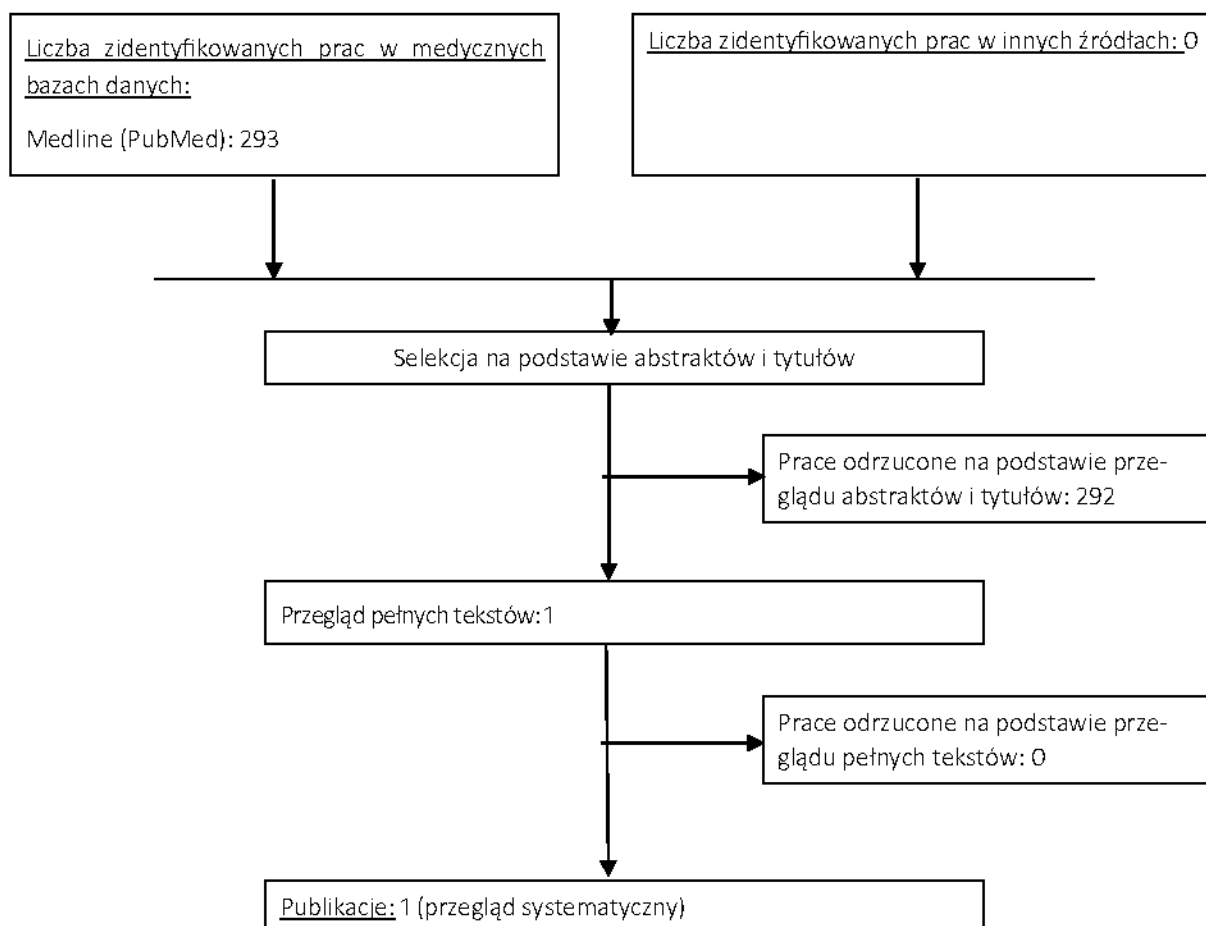 Liczba zidentyfikowanych prac w medycznych
bazach danych:
Medline (PubMed): 293
Liczba zidentyfikowanych prac w innych źródłach: 0
Selekcja na podstawie abstraktów i tytułów
Prace odrzucone na podstawie prze-
glądu abstraktów i tytułów: 292
Przegląd pełnych tekstów: 1
Prace odrzucone na podstawie prze-
glądu pełnych tekstów: 0
Publikacje: 1 (przegląd systematyczny)